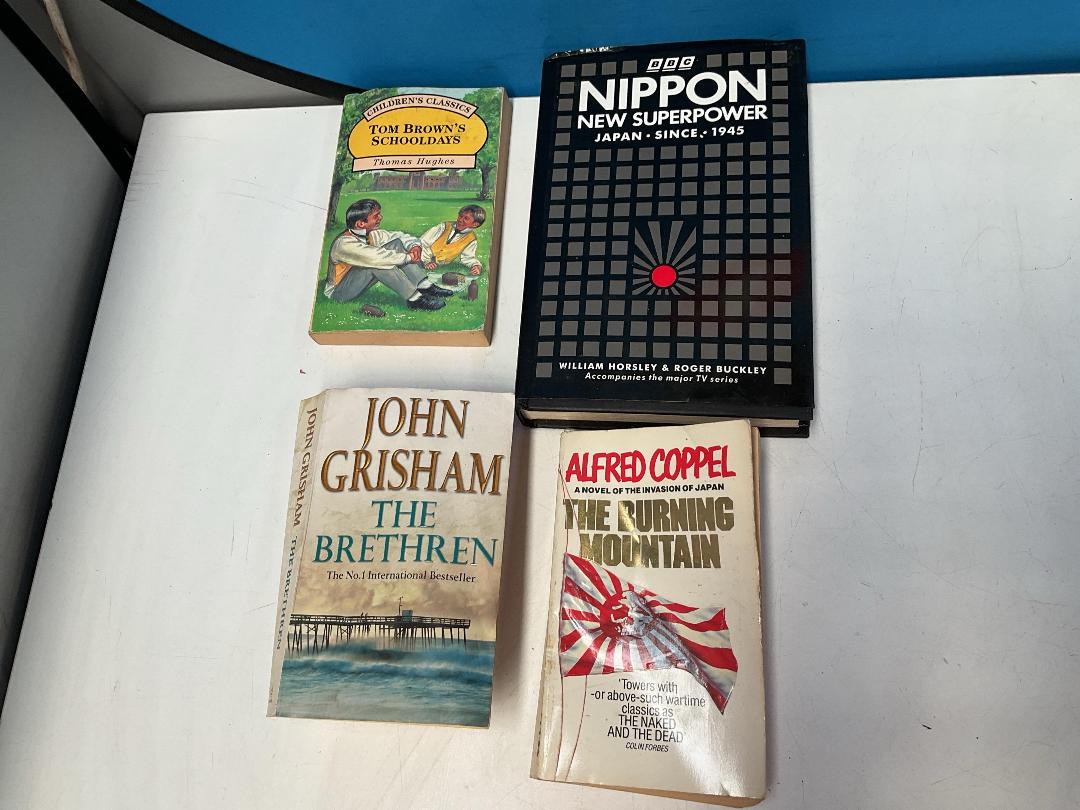 CHILDREN'S CLASSICS
TOM BROWN'S
SCHOOLDAYS
Thomas Hughes
BBC
NIPPON
NEW SUPERPOWER
JAPAN • SINCE • 1945
WILLIAM HORSLEY & ROGER BUCKLEY
Accompanies the major TV series
JOHN GRISHAM THE BRETHREN
JOHN
GRISHAM
THE
BRETHREN
The No.1 International Bestseller
ALFRED COPPEL
A NOVEL OF THE INVASION OF JAPAN
THE BURNING
MOUNTAIN
'Towers with
-or above-such wartime
classics as
THE NAKED
AND THE DEAD'
COLIN FORBES